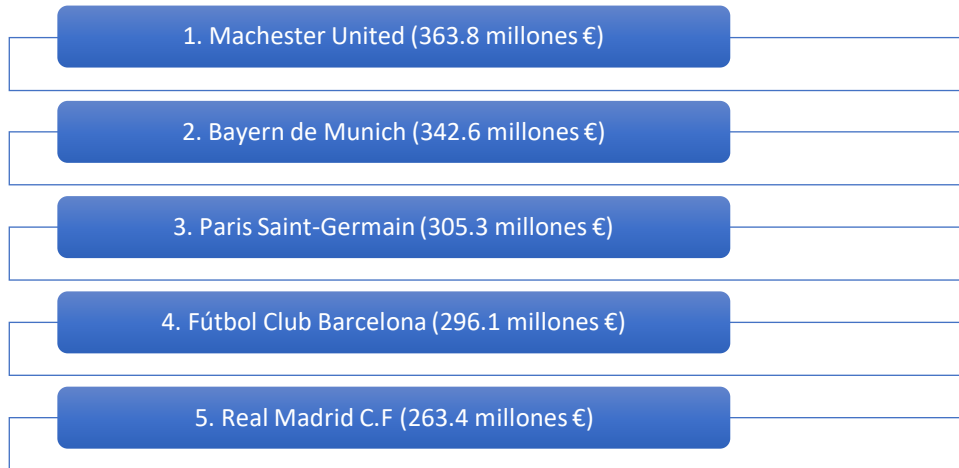 1. Machester United (363.8 millones €)
2. Bayern de Munich (342.6 millones €)
3. Paris Saint-Germain (305.3 millones €)
4. Fútbol Club Barcelona (296.1 millones €)
5. Real Madrid C.F (263.4 millones €)